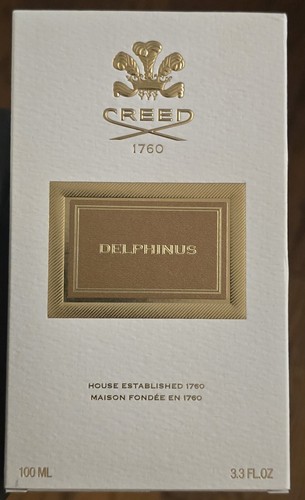 CREED
1760
DELPHINUS
HOUSE ESTABLISHED 1760
MAISON FONDÉE EN 1760
100 ML 3.3 FL.OZ